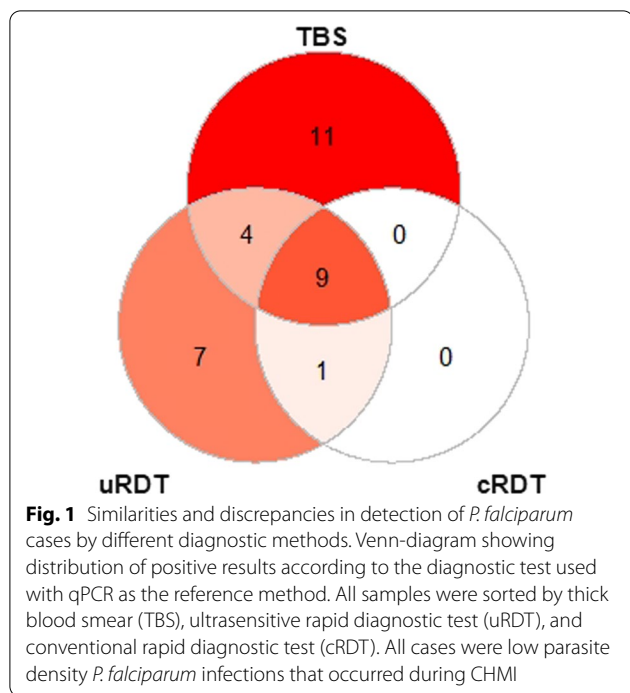 TBS
11
4
0
9
7
1
0
uRDT
cRDT
Fig. 1 Similarities and discrepancies in detection of P. falciparum
cases by different diagnostic methods. Venn-diagram showing
distribution of positive results according to the diagnostic test used
with qPCR as the reference method. All samples were sorted by thick
blood smear (TBS), ultrasensitive rapid diagnostic test (uRDT), and
conventional rapid diagnostic test (cRDT). All cases were low parasite
density P. falciparum infections that occurred during CHMI